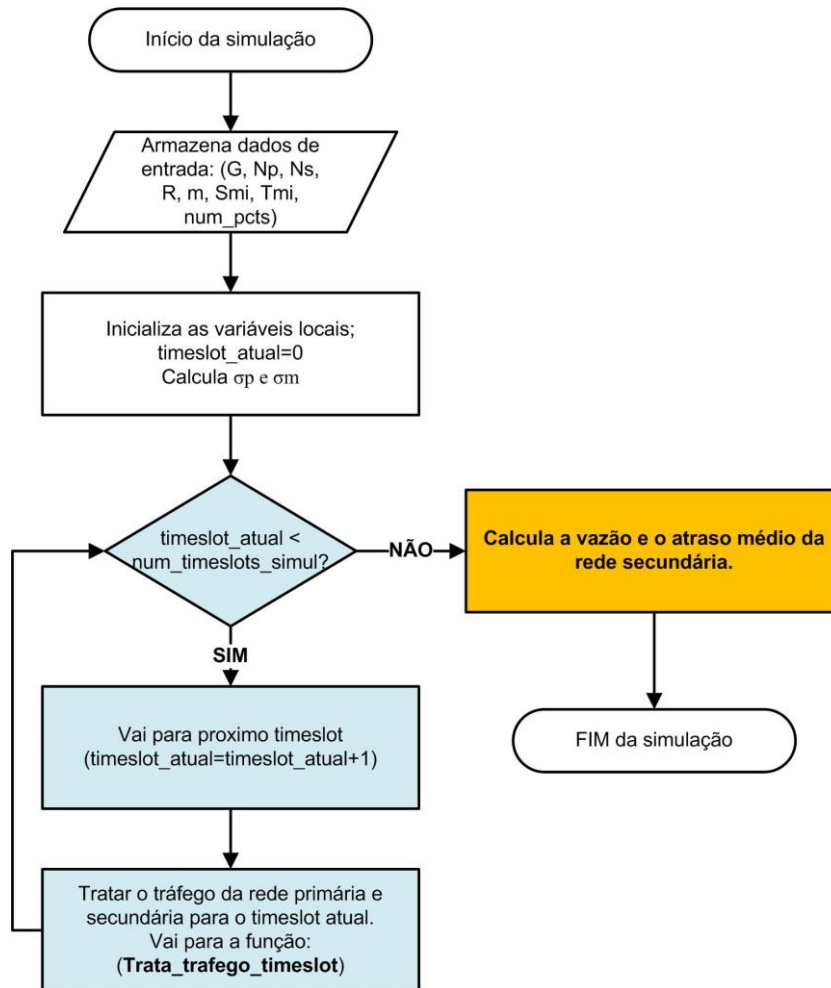 Início da simulação
Armazena dados de
entrada: (G, Np, Ns,
R, m, Smi, Tmi,
num_pcts)
Inicializa as variáveis locais;
timeslot_atual=0
Calcula σp e σm
timeslot_atual <
num_timeslots_simul?
NÃO
Calcula a vazão e o atraso médio da
rede secundária.
SIM
Vai para proximo timeslot
(timeslot_atual=timeslot_atual+1)
FIM da simulação
Tratar o tráfego da rede primária e
secundária para o timeslot atual.
Vai para a função:
(Trata_trafego_timeslot)